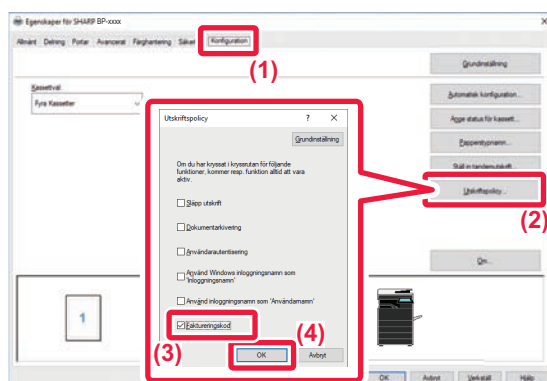 Egenskaper för SHARP BP-xxxx
Allmänt Delning Portar Avancerat Färghantering Säkerhet Konfiguration
(1)
Grundinställning
Kassettval:
Fyra Kassetter
Automatisk konfiguration...
Ange status för kassett...
Papperstypnamn...
Ställ in tandemutskrift...
Utskriftspolicy...
(2)
Om...
Utskriftspolicy ? X
Grundinställning
Om du har kryssat i kryssrutan för följande
funktioner, kommer resp. funktion alltid att vara
aktiv.
Släpp utskrift
Dokumentarkivering
Användarautentisering
Använd Windows inloggningsnamn som
'Inloggningsnamn'
Använd inloggningsnamn som 'Användarnamn'
Faktureringskod
(3)
(4)
OK Avbryt
1
OK Avbryt Verkställ Hjälp